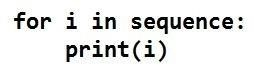 for i in sequence:
    print(i)